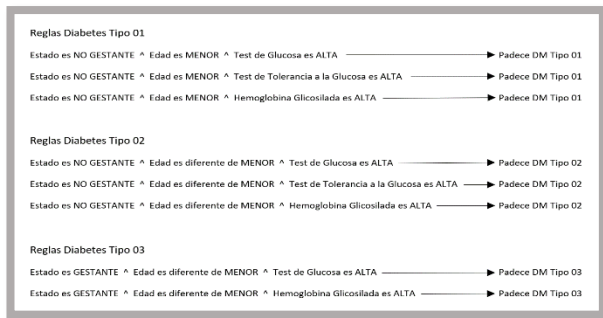 Reglas Diabetes Tipo 01
Estado es NO GESTANTE ^ Edad es MENOR ^ Test de Glucosa es ALTA → Padece DM Tipo 01
Estado es NO GESTANTE ^ Edad es MENOR ^ Test de Tolerancia a la Glucosa es ALTA → Padece DM Tipo 01
Estado es NO GESTANTE ^ Edad es MENOR ^ Hemoglobina Glicosilada es ALTA → Padece DM Tipo 01
Reglas Diabetes Tipo 02
Estado es NO GESTANTE ^ Edad es diferente de MENOR ^ Test de Glucosa es ALTA → Padece DM Tipo 02
Estado es NO GESTANTE ^ Edad es diferente de MENOR ^ Test de Tolerancia a la Glucosa es ALTA → Padece DM Tipo 02
Estado es NO GESTANTE ^ Edad es diferente de MENOR ^ Hemoglobina Glicosilada es ALTA → Padece DM Tipo 02
Reglas Diabetes Tipo 03
Estado es GESTANTE ^ Edad es diferente de MENOR ^ Test de Glucosa es ALTA → Padece DM Tipo 03
Estado es GESTANTE ^ Edad es diferente de MENOR ^ Hemoglobina Glicosilada es ALTA → Padece DM Tipo 03